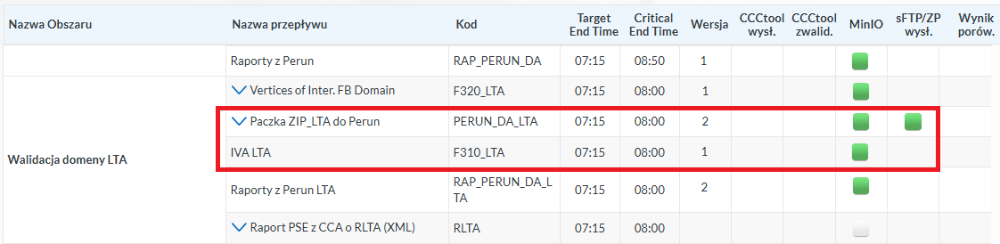 Nazwa Obszaru Nazwa przepływu Kod Target End Time Critical End Time Wersja CCCtool wysł. CCCtool zwalid. MinIO sFTP/ZP wysł. Wynik porów.
Raporty z Perun RAP_PERUN_DA 07:15 08:50 1
Vertices of Inter. FB Domain F320_LTA 07:15 08:00 1
Paczka ZIP_LTA do Perun PERUN_DA_LTA 07:15 08:00 2
IVA LTA F310_LTA 07:15 08:00 1
Walidacja domeny LTA
Raporty z Perun LTA RAP_PERUN_DA_L
TA 07:15 08:00 2
Raport PSE z CCA o RLTA (XML) RLTA 07:15 08:00